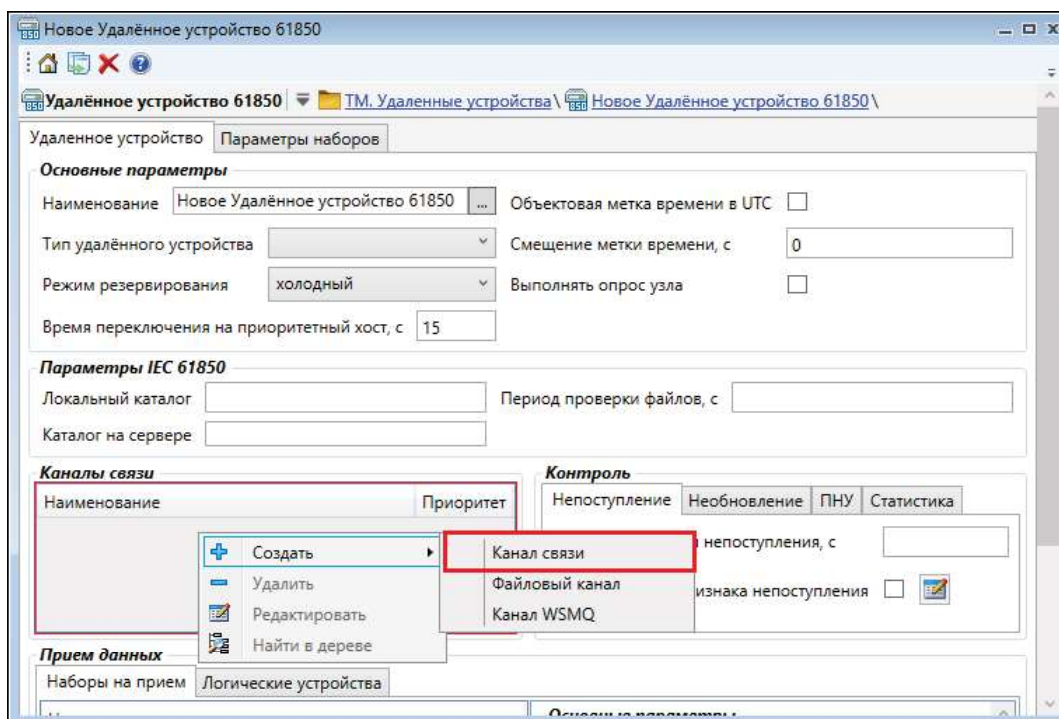 Новое Удалённое устройство 61850
Удалённое устройство 61850 ТМ. Удаленные устройства\ Новое Удалённое устройство 61850\
Удаленное устройство Параметры наборов
Основные параметры
Наименование Новое Удалённое устройство 61850 ... Объектовая метка времени в UTC
Тип удалённого устройства Смещение метки времени, с 0
Режим резервирования холодный Выполнять опрос узла
Время переключения на приоритетный хост, с 15
Параметры IEC 61850
Локальный каталог Период проверки файлов, с
Каталог на сервере
Каналы связи Контроль
Наименование Приоритет Непоступление Необновление ПНУ Статистика
Создать Канал связи непоступления, с
Удалить Файловый канал
Редактировать Канал WSMQ непоступления
Найти в дереве
Прием данных
Наборы на прием Логические устройства